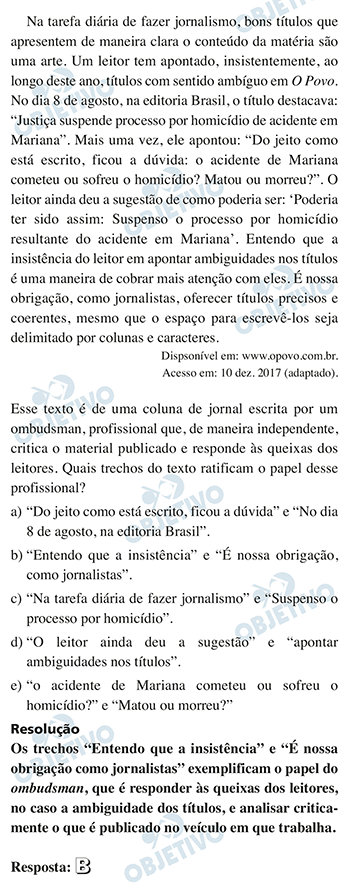 Na tarefa diária de fazer jornalismo, bons títulos que
apresentem de maneira clara o conteúdo da matéria são
uma arte. Um leitor tem apontado, insistentemente, ao
longo deste ano, títulos com sentido ambíguo em O Povo.
No dia 8 de agosto, na editoria Brasil, o título destacava:
“Justiça suspende processo por homicídio de acidente em
Mariana”. Mais uma vez, ele apontou: “Do jeito como
está escrito, ficou a dúvida: o acidente de Mariana
cometeu ou sofreu o homicídio? Matou ou morreu?”. O
leitor ainda deu a sugestão de como poderia ser: ‘Poderia
ter sido assim: Suspenso o processo por homicídio
resultante do acidente em Mariana’. Entendo que a
insistência do leitor em apontar ambiguidades nos títulos
é uma maneira de cobrar mais atenção com eles. É nossa
obrigação, como jornalistas, oferecer títulos precisos e
coerentes, mesmo que o espaço para escrevê-los seja
delimitado por colunas e caracteres.
Dispsonível em: www.opovo.com.br.
Acesso em: 10 dez. 2017 (adaptado).
Esse texto é de uma coluna de jornal escrita por um
ombudsman, profissional que, de maneira independente,
critica o material publicado e responde às queixas dos
leitores. Quais trechos do texto ratificam o papel desse
profissional?
a) “Do jeito como está escrito, ficou a dúvida” e “No dia
8 de agosto, na editoria Brasil”.
b) “Entendo que a insistência” e “É nossa obrigação,
como jornalistas”.
c) “Na tarefa diária de fazer jornalismo” e “Suspenso o
processo por homicídio”.
d) “O leitor ainda deu a sugestão” e “apontar
ambiguidades nos títulos”.
e) “o acidente de Mariana cometeu ou sofreu o
homicídio?” e “Matou ou morreu?”
Resolução
Os trechos “Entendo que a insistência” e “É nossa
obrigação como jornalistas” exemplificam o papel do
ombudsman, que é responder às queixas dos leitores,
no caso a ambiguidade dos títulos, e analisar critica-
mente o que é publicado no veículo em que trabalha.
Resposta: B
OBJETIVO
OBJETIVO
OBJETIVO
OBJETIVO
OBJETIVO
OBJETIVO
OBJETIVO
OBJETIVO
OBJETIVO